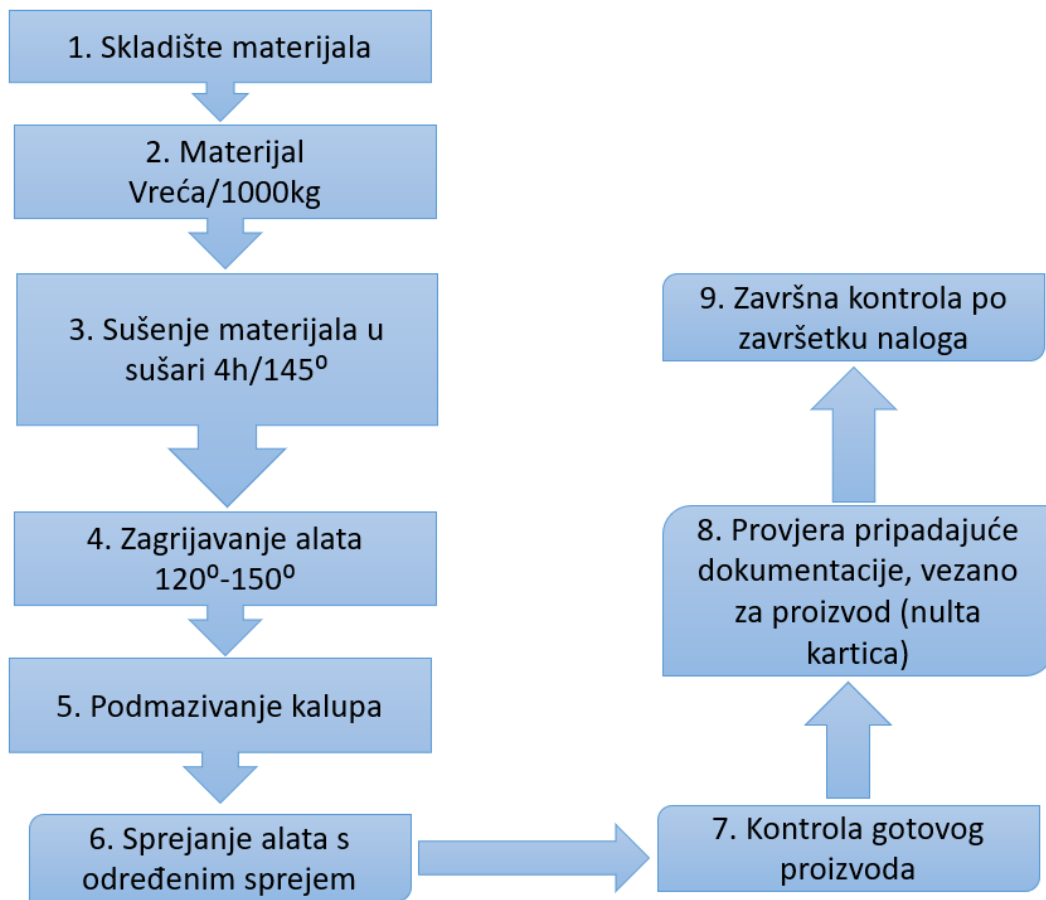 1. Skladište materijala
2. Materijal
Vreća/1000kg
3. Sušenje materijala u
sušari 4h/145⁰
4. Zagrijavanje alata
120⁰-150⁰
5. Podmazivanje kalupa
6. Sprejanje alata s
određenim sprejem
7. Kontrola gotovog
proizvoda
8. Provjera pripadajuće
dokumentacije, vezano
za proizvod (nulta
kartica)
9. Završna kontrola po
završetku naloga